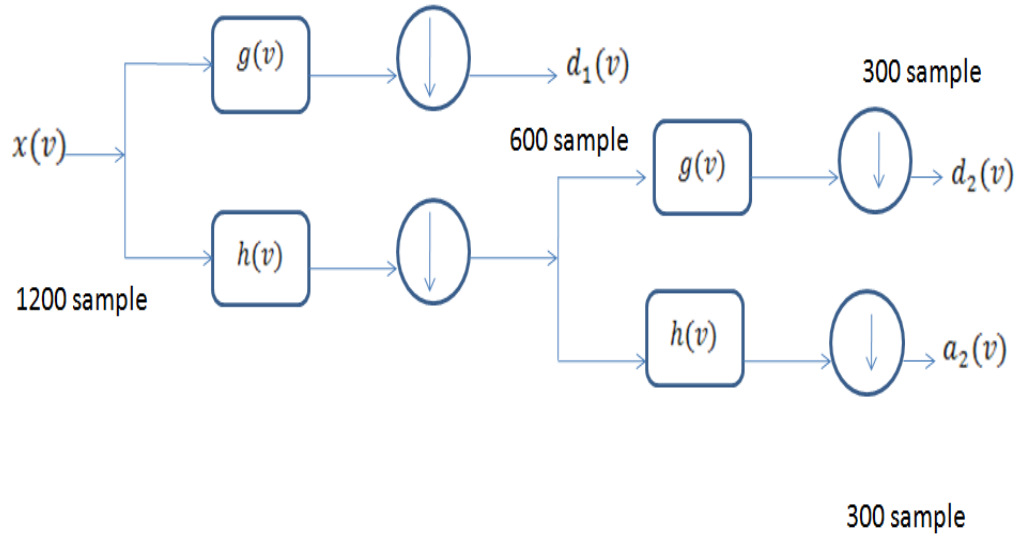 g(v)
d₁(v)
300 sample
x(v)
600 sample
g(v)
d₂(v)
h(v)
1200 sample
h(v)
a₂(v)
300 sample